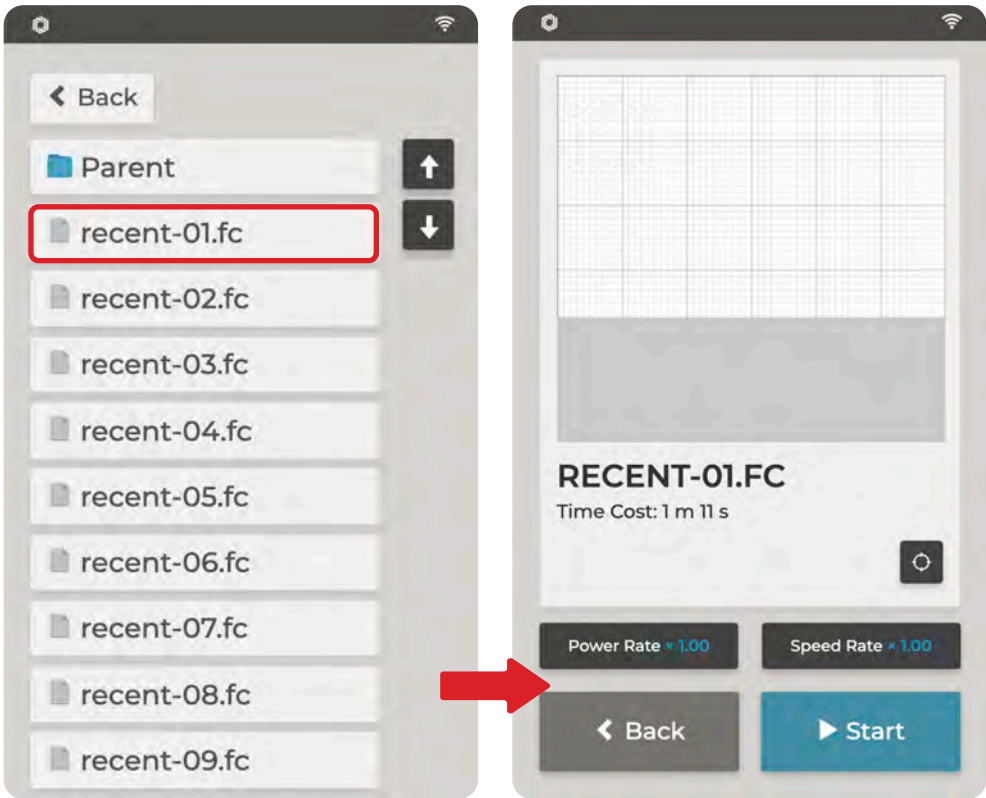 Back
Parent
recent-01.fc
recent-02.fc
recent-03.fc
recent-04.fc
recent-05.fc
recent-06.fc
recent-07.fc
recent-08.fc
recent-09.fc
RECENT-01.FC
Time Cost: 1 m 11 s
Power Rate × 1.00
Speed Rate × 1.00
Back
Start